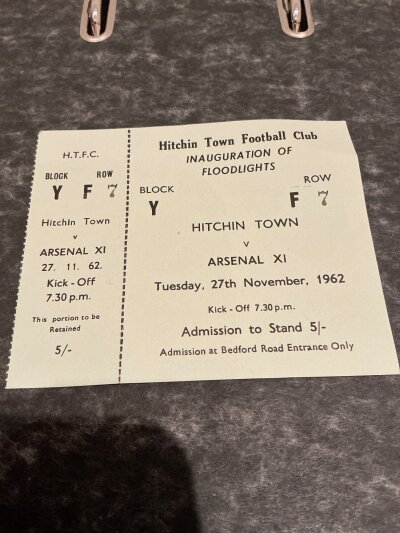 H.T.F.C.
BLOCK ROW
Y F 7
Hitchin Town
v
ARSENAL XI
27. 11. 62.
Kick - Off
7.30 p.m.
This portion to be
Retained
5/-
Hitchin Town Football Club
INAUGURATION OF
FLOODLIGHTS
BLOCK ROW
Y F 7
HITCHIN TOWN
v
ARSENAL XI
Tuesday, 27th November, 1962
Kick - Off 7.30 p.m.
Admission to Stand 5/-
Admission at Bedford Road Entrance Only